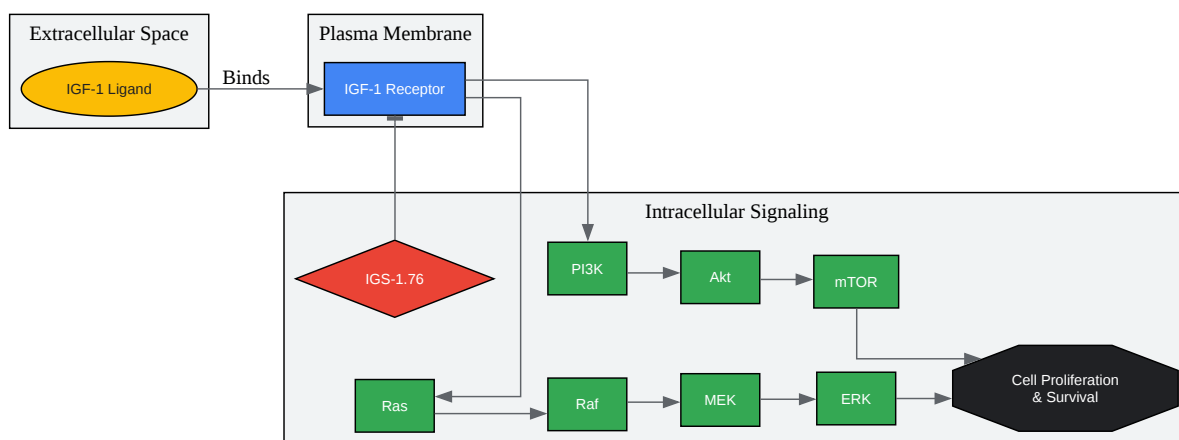 Extracellular Space
Plasma Membrane
IGF-1 Ligand
Binds
IGF-1 Receptor
Intracellular Signaling
IGS-1.76
PI3K
Akt
mTOR
Ras
Raf
MEK
ERK
Cell Proliferation
& Survival